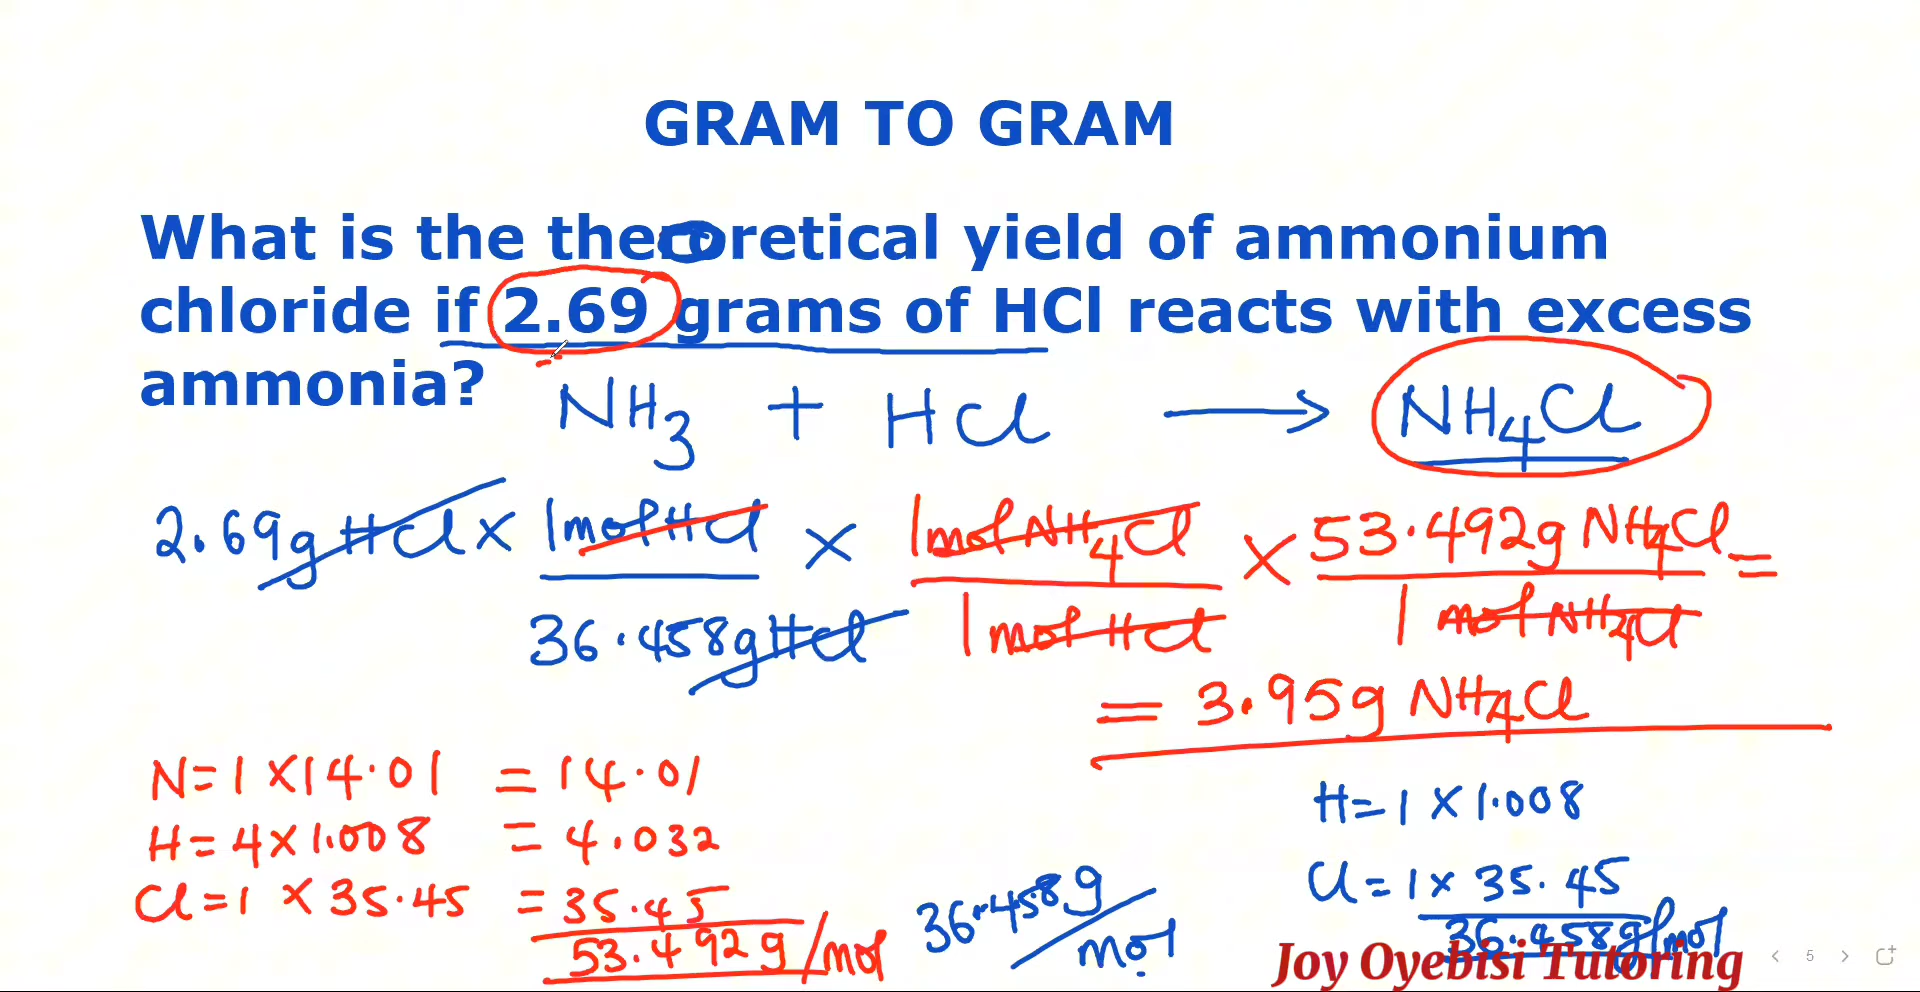 GRAM TO GRAM
What is the theoretical yield of ammonium
chloride if 2.69 grams of HCl reacts with excess
ammonia?
NH3 + HCl → NH4Cl
2.69g HCl × 1mol HCl / 36.458g HCl × 1mol NH4Cl / 1mol HCl × 53.492g NH4Cl / 1 mol NH4Cl =
= 3.95g NH4Cl
N = 1 × 14.01 = 14.01
H = 4 × 1.008 = 4.032
Cl = 1 × 35.45 = 35.45
53.492g/mol
36.458g/mol
H = 1 × 1.008
Cl = 1 × 35.45
36.458g/mol
Joy Oyebisi Tutoring
5